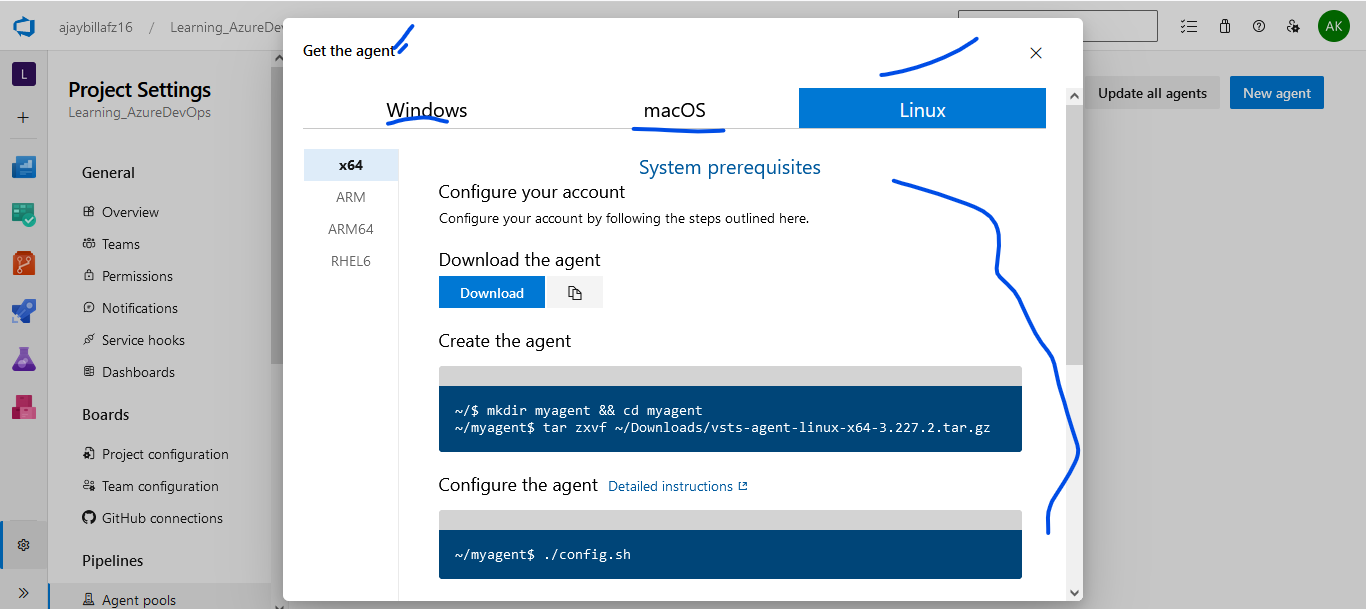 ajaybillafz16 / Learning_AzureDev
AK
Get the agent
L
Project Settings
Learning_AzureDevOps
Update all agents
New agent
Windows
macOS
Linux
General
Overview
Teams
Permissions
Notifications
Service hooks
Dashboards
Boards
Project configuration
Team configuration
GitHub connections
Pipelines
Agent pools
x64
ARM
ARM64
RHEL6
System prerequisites
Configure your account
Configure your account by following the steps outlined here.
Download the agent
Download
Create the agent
~/$ mkdir myagent && cd myagent
~/myagent$ tar zxvf ~/Downloads/vsts-agent-linux-x64-3.227.2.tar.gz
Configure the agent Detailed instructions
~/myagent$ ./config.sh